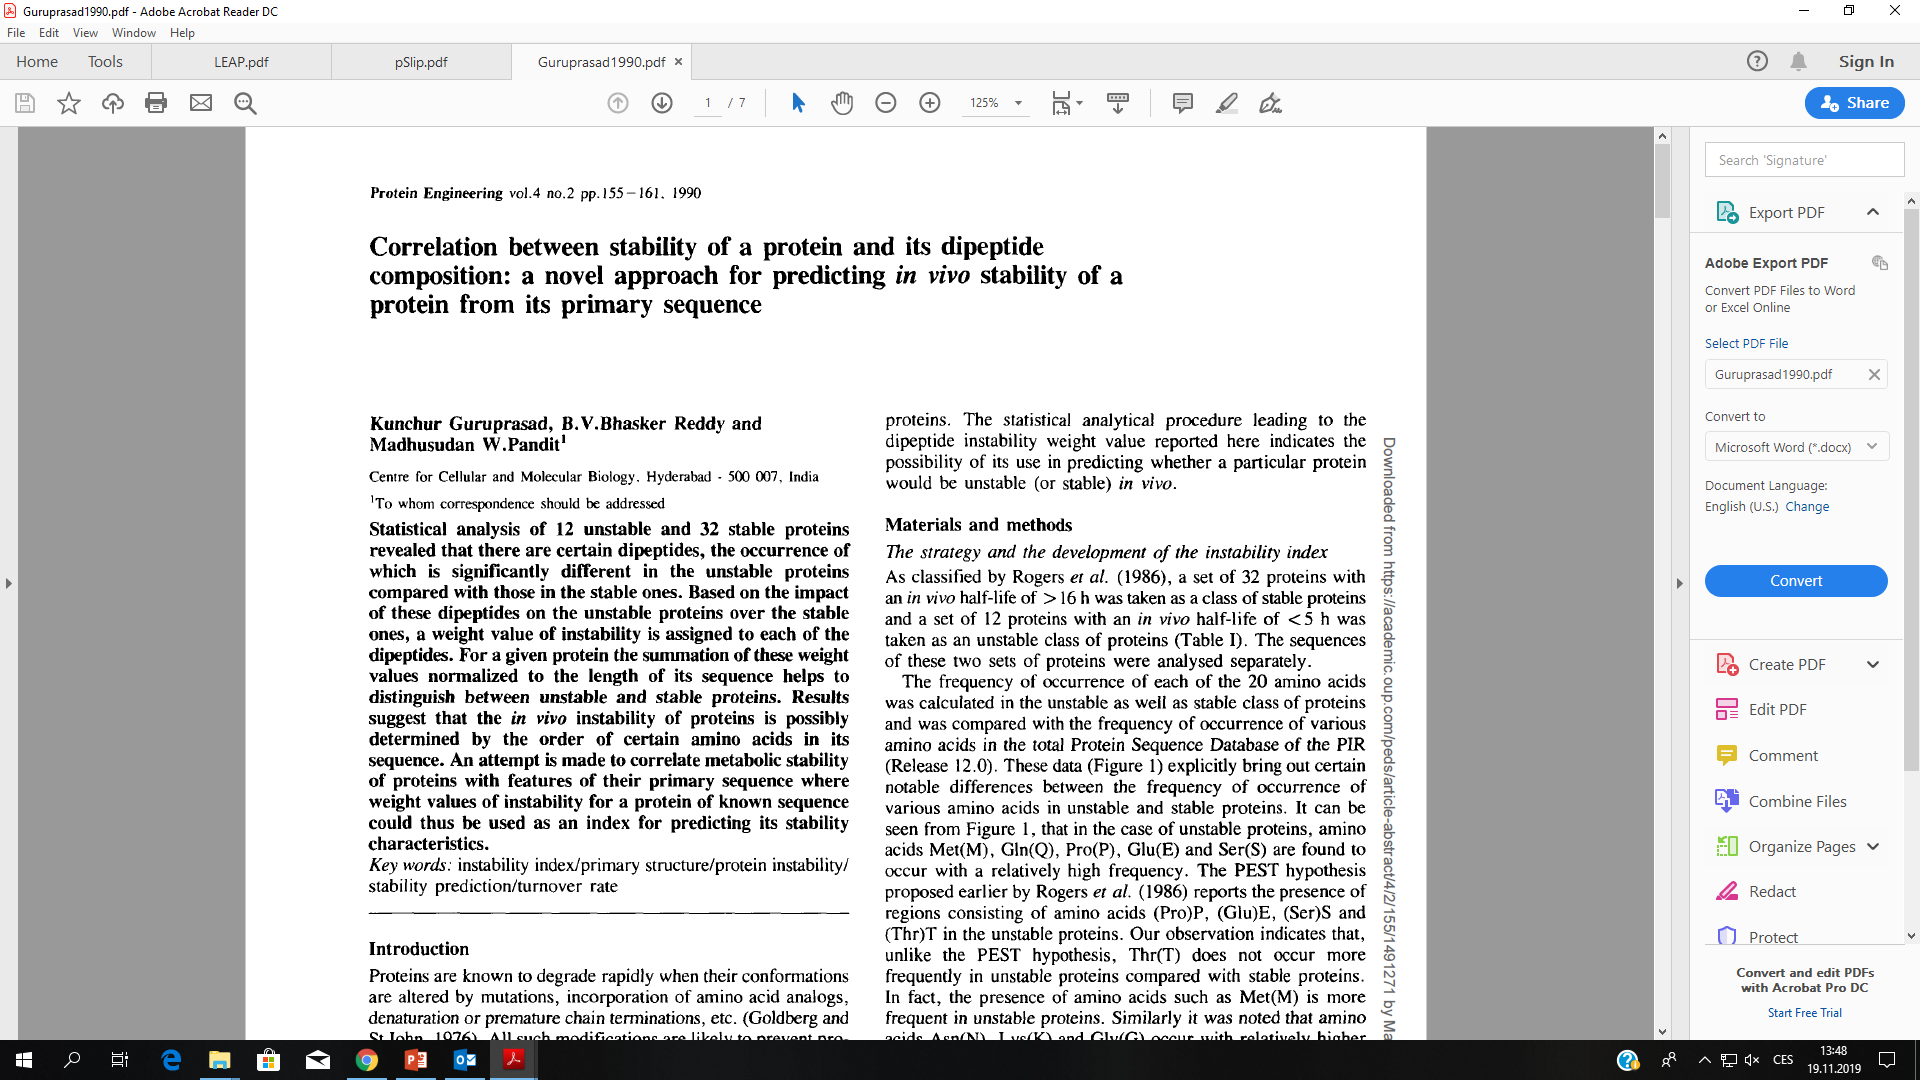 Guruprasad1990.pdf - Adobe Acrobat Reader DC
File Edit View Window Help
Home Tools LEAP.pdf pSlip.pdf Guruprasad1990.pdf × Sign In
1 / 7 125% Share
Protein Engineering vol.4 no.2 pp.155–161, 1990
Correlation between stability of a protein and its dipeptide
composition: a novel approach for predicting in vivo stability of a
protein from its primary sequence
Kunchur Guruprasad, B.V.Bhasker Reddy and
Madhusudan W.Pandit1
Centre for Cellular and Molecular Biology, Hyderabad - 500 007, India
1To whom correspondence should be addressed
Statistical analysis of 12 unstable and 32 stable proteins
revealed that there are certain dipeptides, the occurrence of
which is significantly different in the unstable proteins
compared with those in the stable ones. Based on the impact
of these dipeptides on the unstable proteins over the stable
ones, a weight value of instability is assigned to each of the
dipeptides. For a given protein the summation of these weight
values normalized to the length of its sequence helps to
distinguish between unstable and stable proteins. Results
suggest that the in vivo instability of proteins is possibly
determined by the order of certain amino acids in its
sequence. An attempt is made to correlate metabolic stability
of proteins with features of their primary sequence where
weight values of instability for a protein of known sequence
could thus be used as an index for predicting its stability
characteristics.
Key words: instability index/primary structure/protein instability/
stability prediction/turnover rate
Introduction
Proteins are known to degrade rapidly when their conformations
are altered by mutations, incorporation of amino acid analogs,
denaturation or premature chain terminations, etc. (Goldberg and
St John, 1976). All such modifications are likely to prevent pro-
proteins. The statistical analytical procedure leading to the
dipeptide instability weight value reported here indicates the
possibility of its use in predicting whether a particular protein
would be unstable (or stable) in vivo.
Materials and methods
The strategy and the development of the instability index
As classified by Rogers et al. (1986), a set of 32 proteins with
an in vivo half-life of >16 h was taken as a class of stable proteins
and a set of 12 proteins with an in vivo half-life of <5 h was
taken as an unstable class of proteins (Table I). The sequences
of these two sets of proteins were analysed separately.
The frequency of occurrence of each of the 20 amino acids
was calculated in the unstable as well as stable class of proteins
and was compared with the frequency of occurrence of various
amino acids in the total Protein Sequence Database of the PIR
(Release 12.0). These data (Figure 1) explicitly bring out certain
notable differences between the frequency of occurrence of
various amino acids in unstable and stable proteins. It can be
seen from Figure 1, that in the case of unstable proteins, amino
acids Met(M), Gln(Q), Pro(P), Glu(E) and Ser(S) are found to
occur with a relatively high frequency. The PEST hypothesis
proposed earlier by Rogers et al. (1986) reports the presence of
regions consisting of amino acids (Pro)P, (Glu)E, (Ser)S and
(Thr)T in the unstable proteins. Our observation indicates that,
unlike the PEST hypothesis, Thr(T) does not occur more
frequently in unstable proteins compared with stable proteins.
In fact, the presence of amino acids such as Met(M) is more
frequent in unstable proteins. Similarly it was noted that amino
acids Asn(N), Lys(K) and Gly(G) occur with relatively higher
Downloaded from https://academic.oup.com/peds/article-abstract/4/2/155/1491271 by Ma
Search 'Signature'
Export PDF
Adobe Export PDF
Convert PDF Files to Word
or Excel Online
Select PDF File
Guruprasad1990.pdf
Convert to
Microsoft Word (*.docx)
Document Language:
English (U.S.) Change
Convert
Create PDF
Edit PDF
Comment
Combine Files
Organize Pages
Redact
Protect
Convert and edit PDFs
with Acrobat Pro DC
Start Free Trial
CES
13:48
19.11.2019